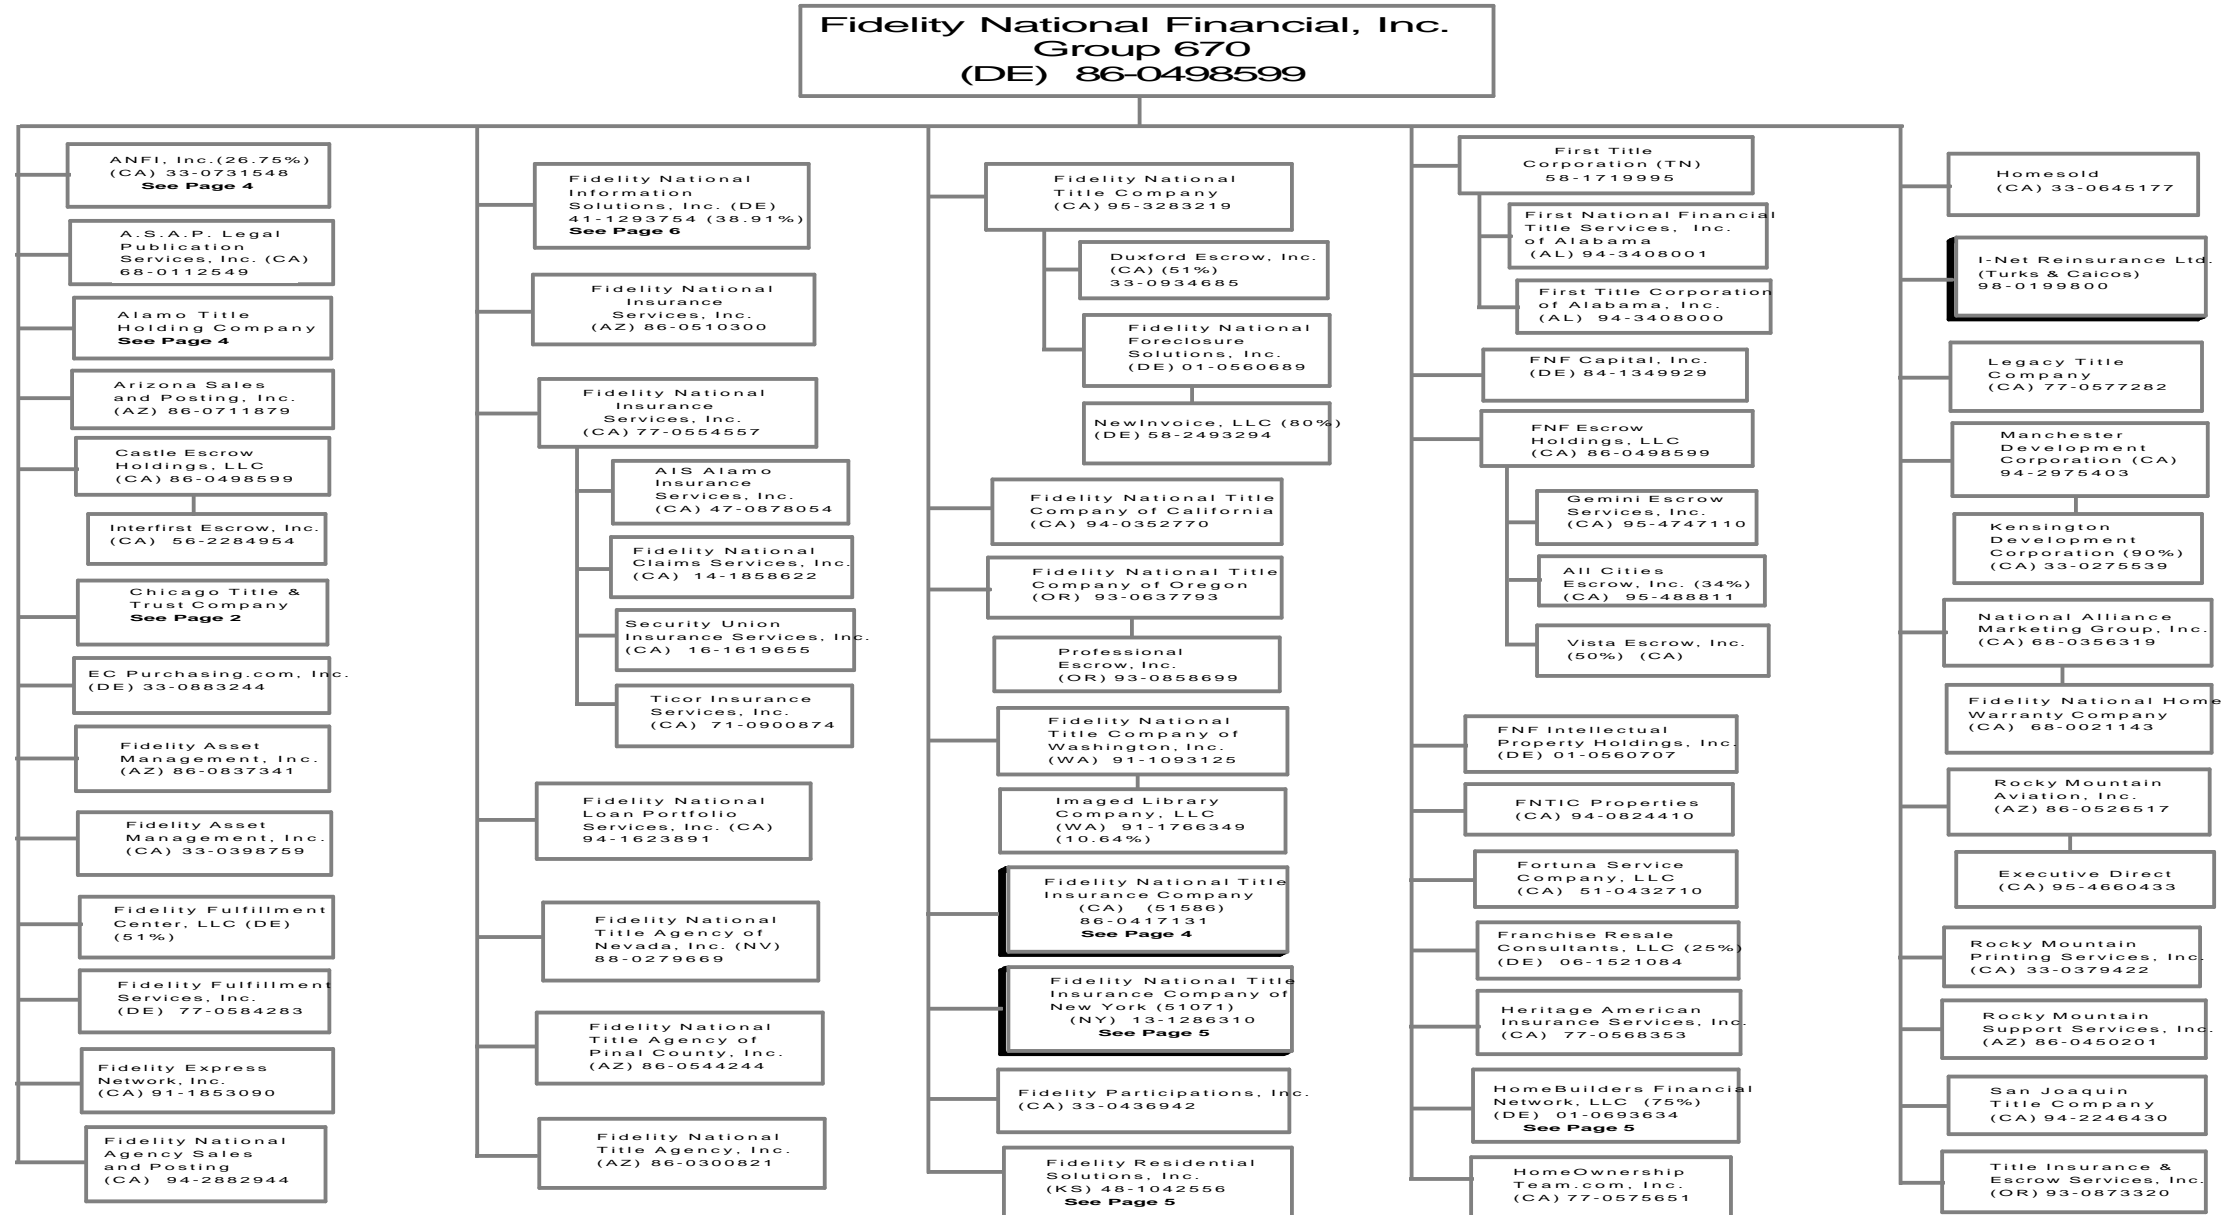 Fidelity National Financial, Inc.
Group 670
(DE) 86-0498599
ANFI, Inc.(26.75%)
(CA) 33-0731548
See Page 4
A.S.A.P. Legal
Publication
Services, Inc. (CA)
68-0112549
Alamo Title
Holding Company
See Page 4
Arizona Sales
and Posting, Inc.
(AZ) 86-0711879
Castle Escrow
Holdings, LLC
(CA) 86-0498599
Interfirst Escrow, Inc.
(CA) 56-2284954
Chicago Title &
Trust Company
See Page 2
EC Purchasing.com, Inc.
(DE) 33-0883244
Fidelity Asset
Management, Inc.
(AZ) 86-0837341
Fidelity Asset
Management, Inc.
(CA) 33-0398759
Fidelity Fulfillment
Center, LLC (DE)
(51%)
Fidelity Fulfillment
Services, Inc.
(DE) 77-0584283
Fidelity Express
Network, Inc.
(CA) 91-1853090
Fidelity National
Agency Sales
and Posting
(CA) 94-2882944
Fidelity National
Information
Solutions, Inc. (DE)
41-1293754 (38.91%)
See Page 6
Fidelity National
Insurance
Services, Inc.
(AZ) 86-0510300
Fidelity National
Insurance
Services, Inc.
(CA) 77-0554557
AIS Alamo
Insurance
Services, Inc.
(CA) 47-0878054
Fidelity National
Claims Services, Inc.
(CA) 14-1858622
Security Union
Insurance Services, Inc.
(CA) 16-1619655
Ticor Insurance
Services, Inc.
(CA) 71-0900874
Fidelity National
Loan Portfolio
Services, Inc. (CA)
94-1623891
Fidelity National
Title Agency of
Nevada, Inc. (NV)
88-0279669
Fidelity National
Title Agency of
Pinal County, Inc.
(AZ) 86-0544244
Fidelity National
Title Agency, Inc.
(AZ) 86-0300821
Fidelity National
Title Company
(CA) 95-3283219
Duxford Escrow, Inc.
(CA) (51%)
33-0934685
Fidelity National
Foreclosure
Solutions, Inc.
(DE) 01-0560689
NewInvoice, LLC (80%)
(DE) 58-2493294
Fidelity National Title
Company of California
(CA) 94-0352770
Fidelity National Title
Company of Oregon
(OR) 93-0637793
Professional
Escrow, Inc.
(OR) 93-0858699
Fidelity National
Title Company of
Washington, Inc.
(WA) 91-1093125
Imaged Library
Company, LLC
(WA) 91-1766349
(10.64%)
Fidelity National Title
Insurance Company
(CA) (51586)
86-0417131
See Page 4
Fidelity National Title
Insurance Company of
New York (51071)
(NY) 13-1286310
See Page 5
Fidelity Participations, Inc.
(CA) 33-0436942
Fidelity Residential
Solutions, Inc.
(KS) 48-1042556
See Page 5
First Title
Corporation (TN)
58-1719995
First National Financial
Title Services, Inc.
of Alabama
(AL) 94-3408001
First Title Corporation
of Alabama, Inc.
(AL) 94-3408000
FNF Capital, Inc.
(DE) 84-1349929
FNF Escrow
Holdings, LLC
(CA) 86-0498599
Gemini Escrow
Services, Inc.
(CA) 95-4747110
All Cities
Escrow, Inc. (34%)
(CA) 95-488811
Vista Escrow, Inc.
(50%) (CA)
FNF Intellectual
Property Holdings, Inc.
(DE) 01-0560707
FNTIC Properties
(CA) 94-0824410
Fortuna Service
Company, LLC
(CA) 51-0432710
Franchise Resale
Consultants, LLC (25%)
(DE) 06-1521084
Heritage American
Insurance Services, Inc.
(CA) 77-0568353
HomeBuilders Financial
Network, LLC (75%)
(DE) 01-0693634
See Page 5
HomeOwnership
Team.com, Inc.
(CA) 77-0575651
Homesold
(CA) 33-0645177
I-Net Reinsurance Ltd.
(Turks & Caicos)
98-0199800
Legacy Title
Company
(CA) 77-0577282
Manchester
Development
Corporation (CA)
94-2975403
Kensington
Development
Corporation (90%)
(CA) 33-0275539
National Alliance
Marketing Group, Inc.
(CA) 68-0356319
Fidelity National Home
Warranty Company
(CA) 68-0021143
Rocky Mountain
Aviation, Inc.
(AZ) 86-0526517
Executive Direct
(CA) 95-4660433
Rocky Mountain
Printing Services, Inc.
(CA) 33-0379422
Rocky Mountain
Support Services, Inc.
(AZ) 86-0450201
San Joaquin
Title Company
(CA) 94-2246430
Title Insurance &
Escrow Services, Inc.
(OR) 93-0873320